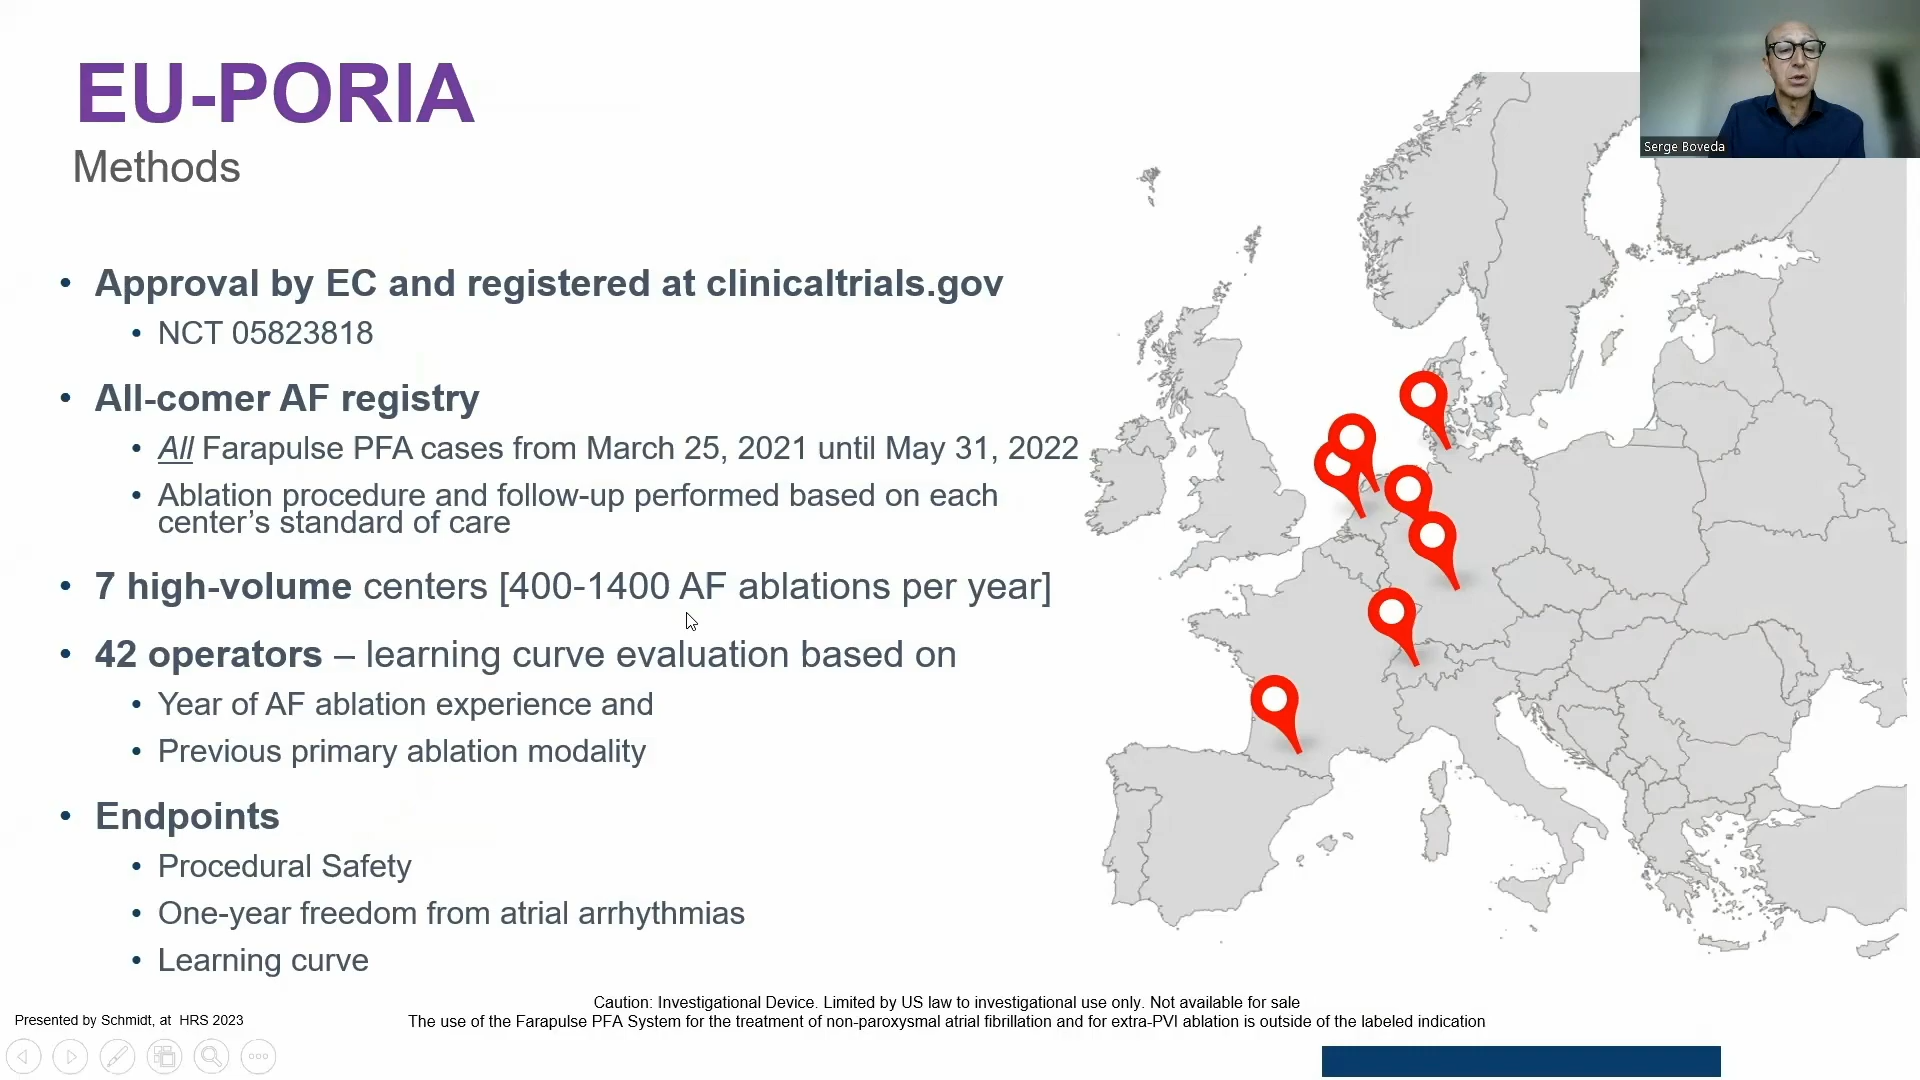 EU-PORIA
Methods
Serge Boveda
• Approval by EC and registered at clinicaltrials.gov
• NCT 05823818
• All-comer AF registry
• All Farapulse PFA cases from March 25, 2021 until May 31, 2022
• Ablation procedure and follow-up performed based on each
center’s standard of care
• 7 high-volume centers [400-1400 AF ablations per year]
• 42 operators – learning curve evaluation based on
• Year of AF ablation experience and
• Previous primary ablation modality
• Endpoints
• Procedural Safety
• One-year freedom from atrial arrhythmias
• Learning curve
Caution: Investigational Device. Limited by US law to investigational use only. Not available for sale
Presented by Schmidt, at HRS 2023
The use of the Farapulse PFA System for the treatment of non-paroxysmal atrial fibrillation and for extra-PVI ablation is outside of the labeled indication